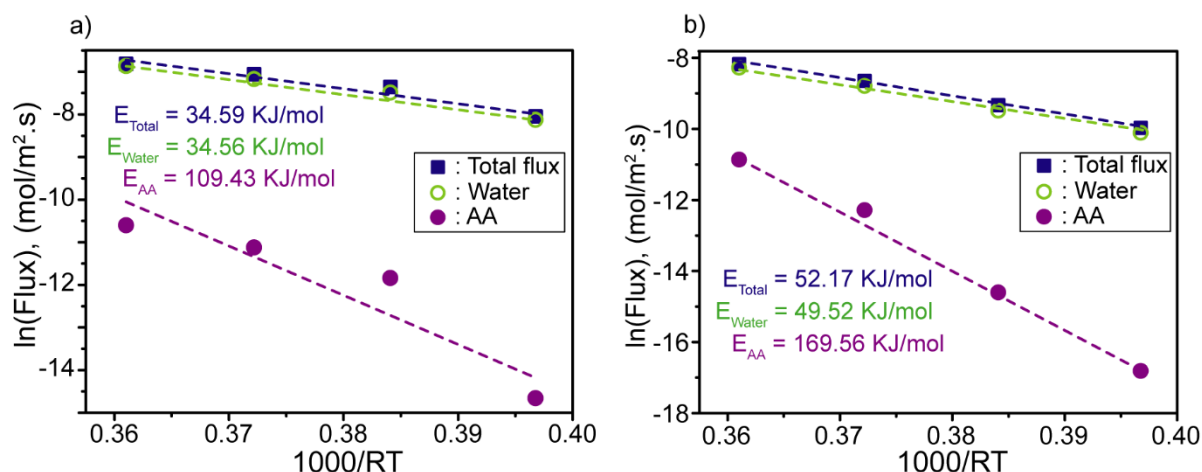 a)
ln(Flux), (mol/m².s)
-8
-10
-12
-14
E_Total = 34.59 KJ/mol
E_Water = 34.56 KJ/mol
E_AA = 109.43 KJ/mol
: Total flux
: Water
: AA
0.36 0.37 0.38 0.39 0.40
1000/RT
b)
ln(Flux), (mol/m².s)
-8
-10
-12
-14
-16
-18
: Total flux
: Water
: AA
E_Total = 52.17 KJ/mol
E_Water = 49.52 KJ/mol
E_AA = 169.56 KJ/mol
0.36 0.37 0.38 0.39 0.40
1000/RT